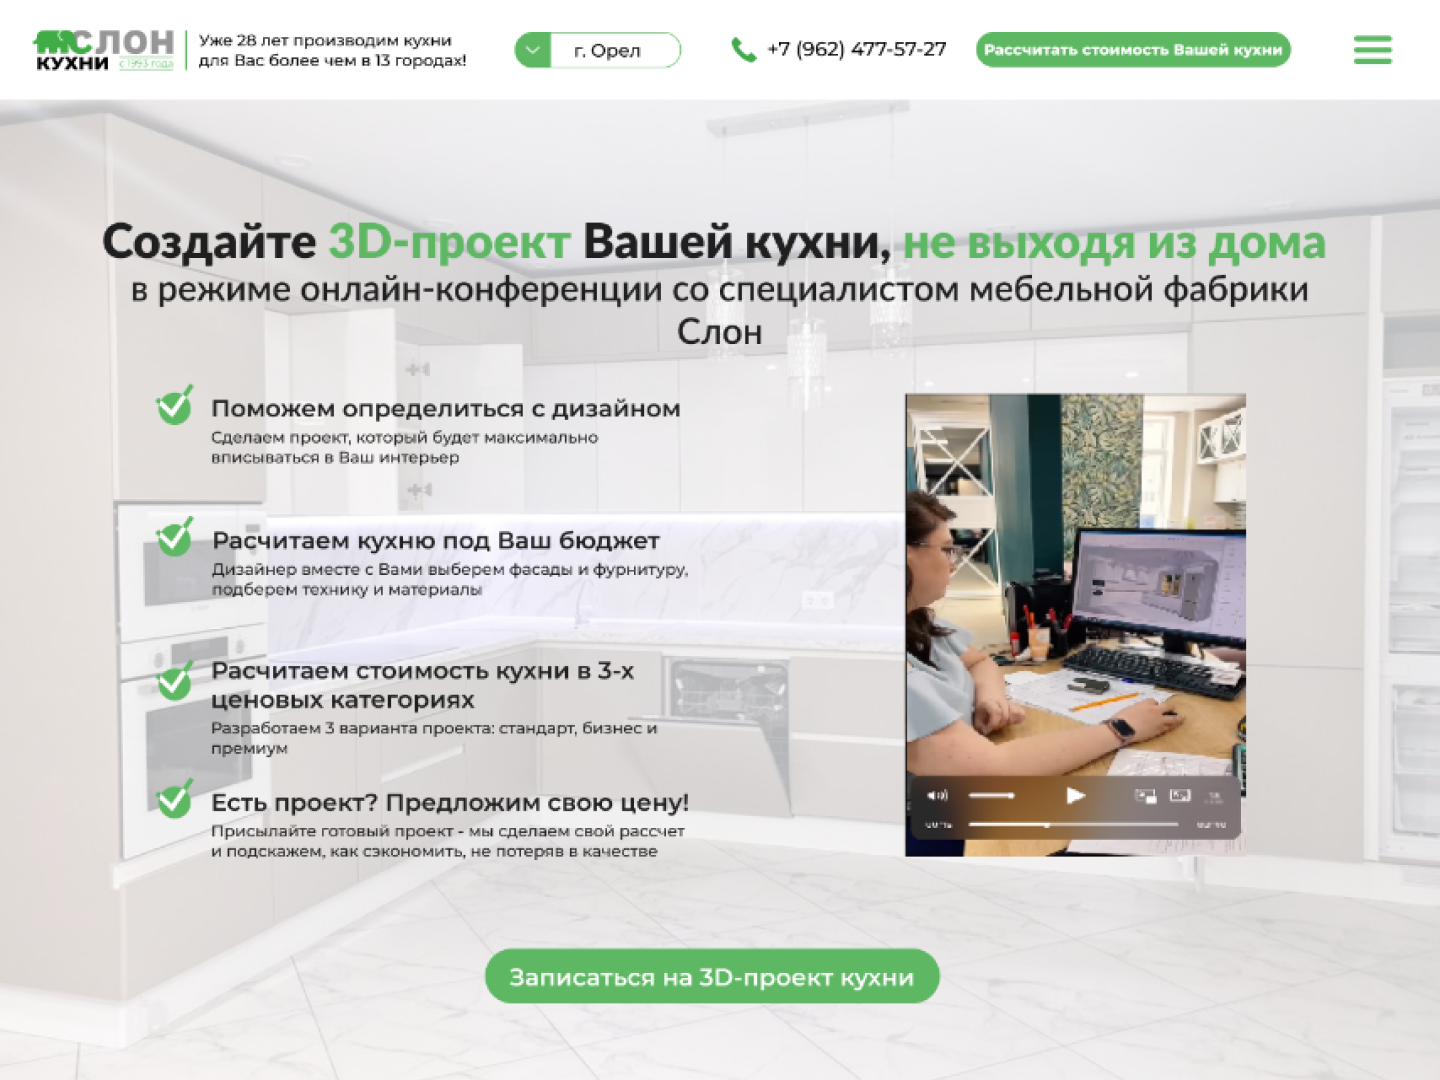 СЛОН
КУХНИ с 1993 года
Уже 28 лет производим кухни
для Вас более чем в 13 городах!
г. Орел
+7 (962) 477-57-27
Рассчитать стоимость Вашей кухни
Создайте 3D-проект Вашей кухни, не выходя из дома
в режиме онлайн-конференции со специалистом мебельной фабрики
Слон
Поможем определиться с дизайном
Сделаем проект, который будет максимально
вписываться в Ваш интерьер
Расчитаем кухню под Ваш бюджет
Дизайнер вместе с Вами выберем фасады и фурнитуру,
подберем технику и материалы
Расчитаем стоимость кухни в 3-х
ценовых категориях
Разработаем 3 варианта проекта: стандарт, бизнес и
премиум
Есть проект? Предложим свою цену!
Присылайте готовый проект - мы сделаем свой рассчет
и подскажем, как сэкономить, не потеряв в качестве
Записаться на 3D-проект кухни